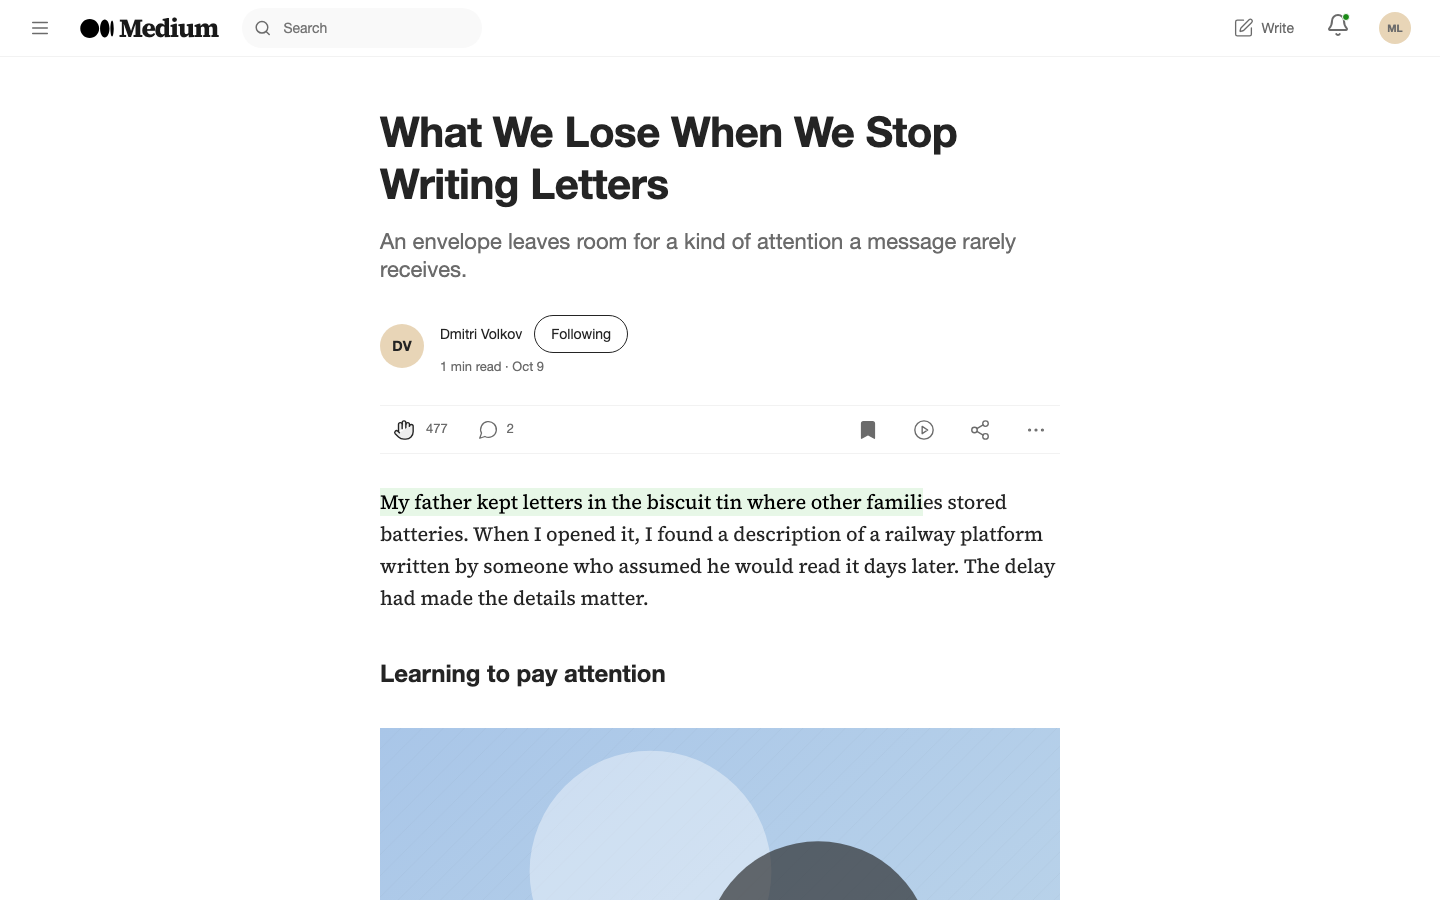 Medium
Search
Write
ML
What We Lose When We Stop
Writing Letters
An envelope leaves room for a kind of attention a message rarely
receives.
DV
Dmitri Volkov
Following
1 min read · Oct 9
477
2
My father kept letters in the biscuit tin where other families stored
batteries. When I opened it, I found a description of a railway platform
written by someone who assumed he would read it days later. The delay
had made the details matter.
Learning to pay attention